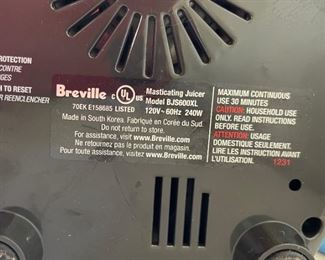 PROTECTION
CONTRE
GES
H TO RESET
R REENCLENCHER
Breville C UL US Masticating Juicer
70EK E158685 LISTED Model BJS600XL
120V~60Hz 240W
Made in South Korea. Fabriqué en Corée du Sud.
Do not return to store.
For assistance, visit www.Breville.com
Ne retournez pas le produit en magasin.
Pour toute assistance, visitez www.Breville.com
MAXIMUM CONTINUOUS
USE 30 MINUTES
CAUTION: HOUSEHOLD USE
ONLY. READ INSTRUCTIONS
BEFORE USE.
ATTENTION: USAGE
DOMESTIQUE SEULEMENT.
LIRE LES INSTRUCTION AVANT
L'UTILISATION. 1231